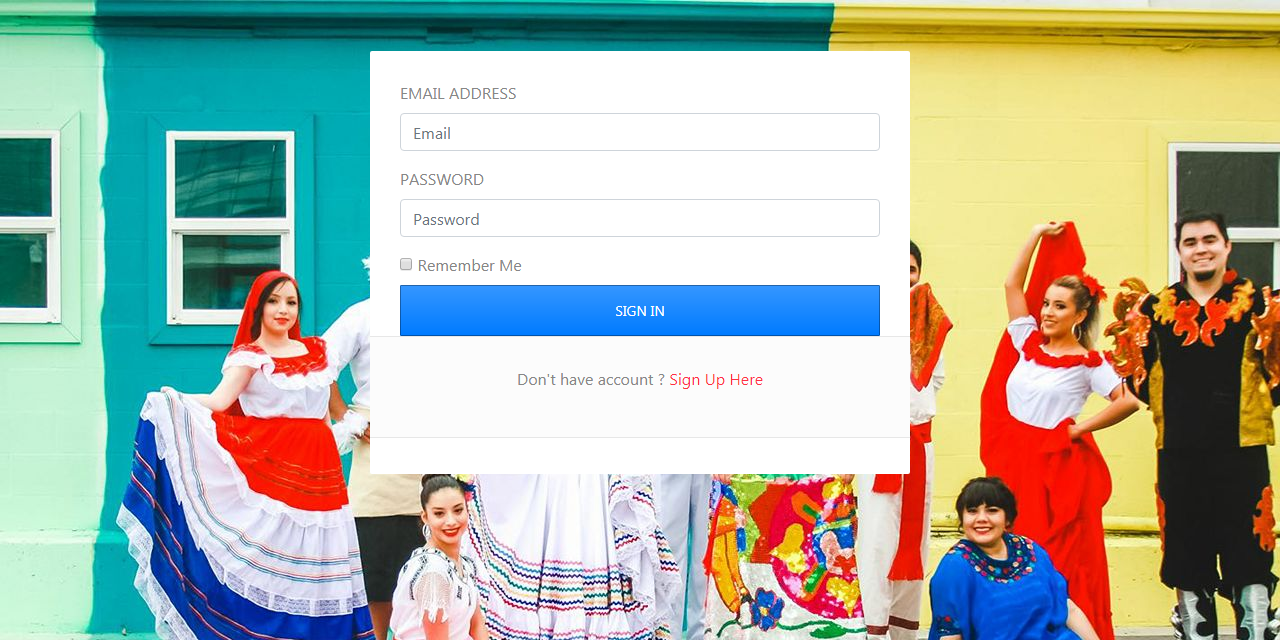 EMAIL ADDRESS
Email
PASSWORD
Password
Remember Me
SIGN IN
Don't have account ? Sign Up Here